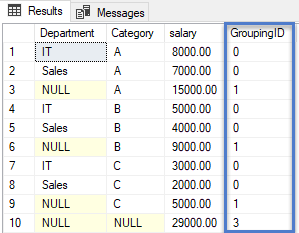 Results Messages
Department Category salary GroupingID
1 IT A 8000.00 0
2 Sales A 7000.00 0
3 NULL A 15000.00 1
4 IT B 5000.00 0
5 Sales B 4000.00 0
6 NULL B 9000.00 1
7 IT C 3000.00 0
8 Sales C 2000.00 0
9 NULL C 5000.00 1
10 NULL NULL 29000.00 3